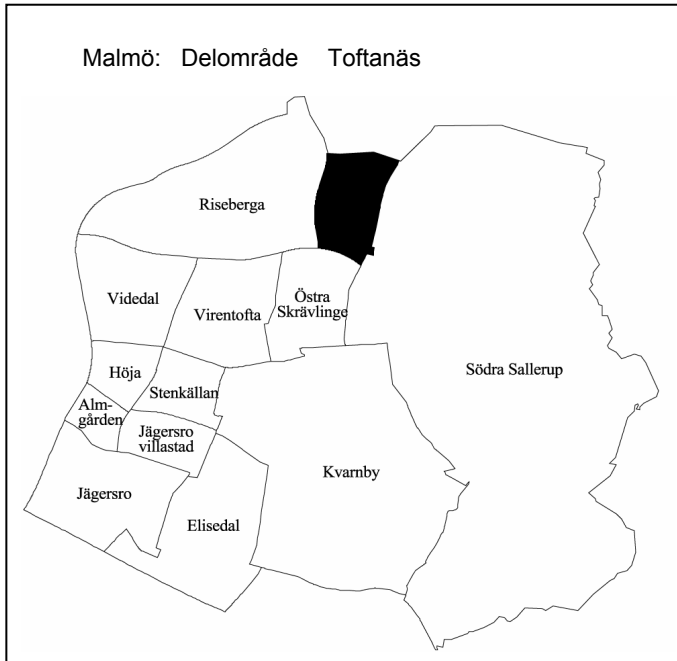 Malmö: Delområde Toftanäs
Riseberga
Videdal
Virentofta
Östra
Skrävlinge
Höja
Stenkällan
Södra Sallerup
Alm-
gården
Jägersro
villastad
Kvarnby
Jägersro
Elisedal